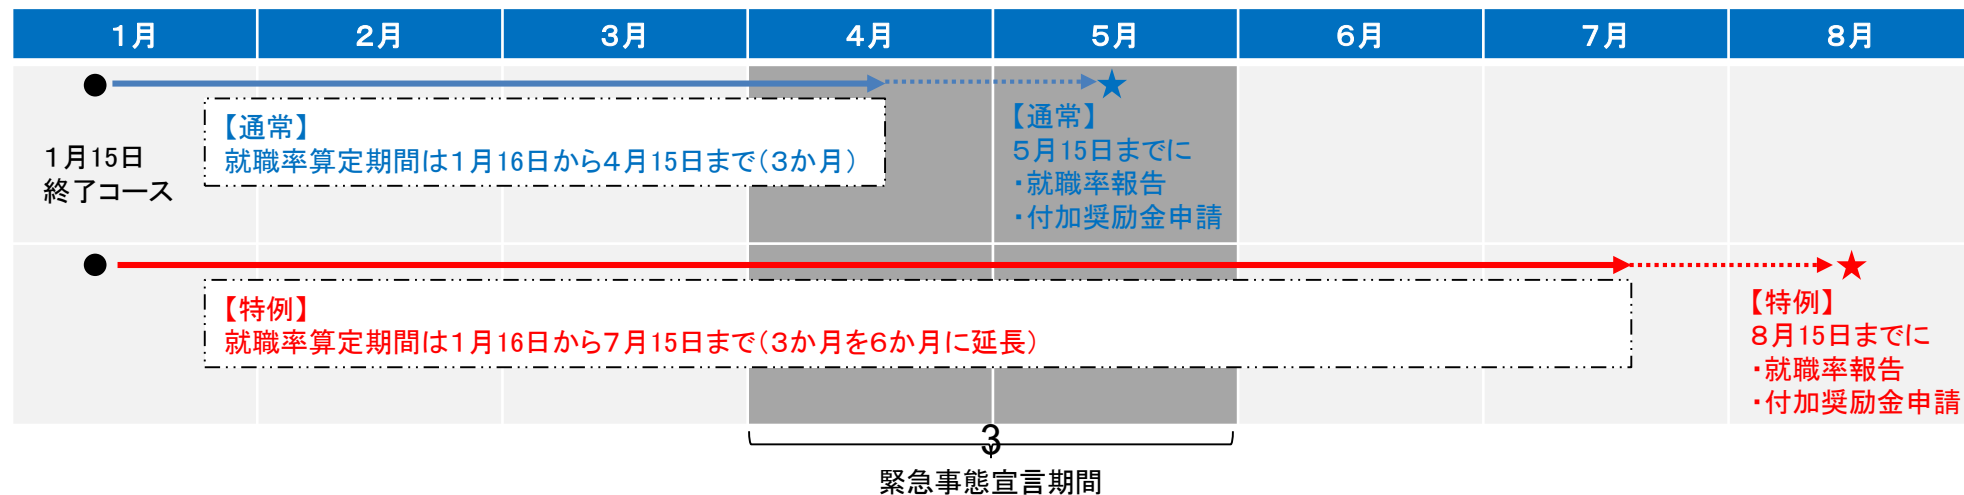 1月 2月 3月 4月 5月 6月 7月 8月
1月15日
終了コース
【通常】
就職率算定期間は1月16日から4月15日まで(3か月)
【通常】
5月15日までに
・就職率報告
・付加奨励金申請
【特例】
就職率算定期間は1月16日から7月15日まで(3か月を6か月に延長)
【特例】
8月15日までに
・就職率報告
・付加奨励金申請
3
緊急事態宣言期間